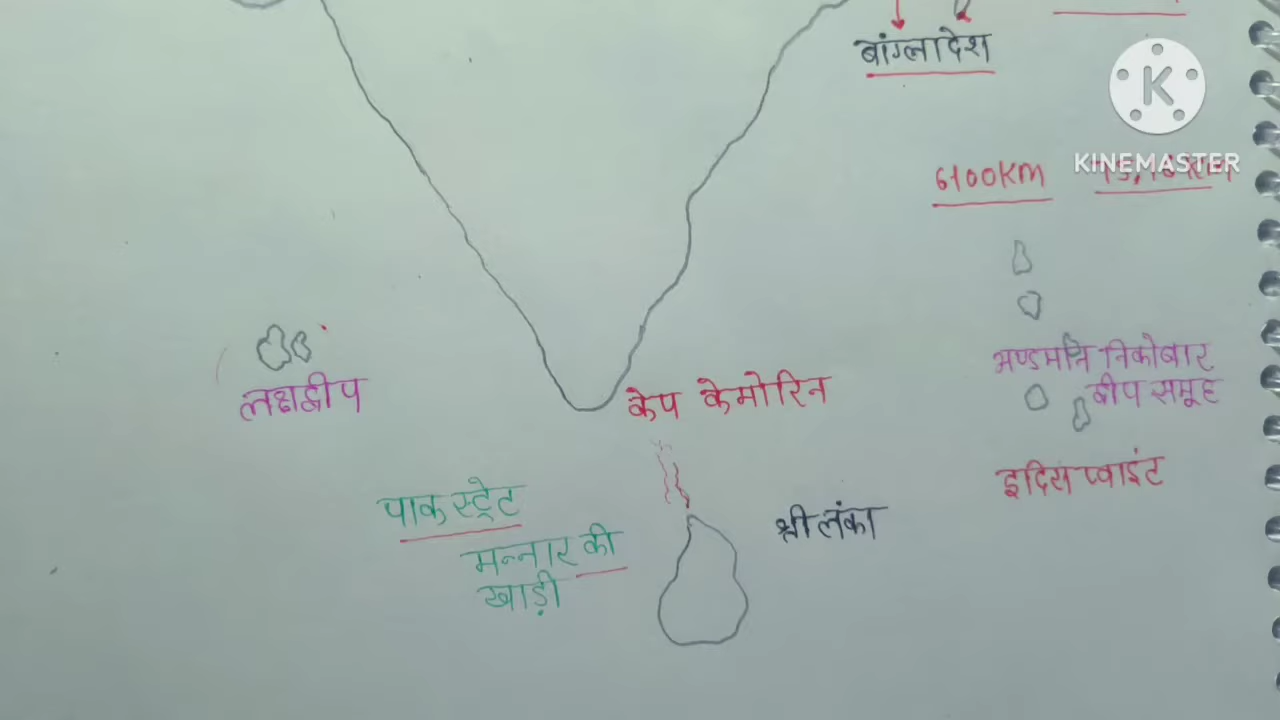 बांग्लादेश
KINEMASTER
6100KM
लक्षद्वीप
केप केमोरिन
अण्डमान निकोबार
द्वीप समूह
इंदिरा प्वाइंट
पाक स्ट्रेट
श्रीलंका
मन्नार की
खाड़ी